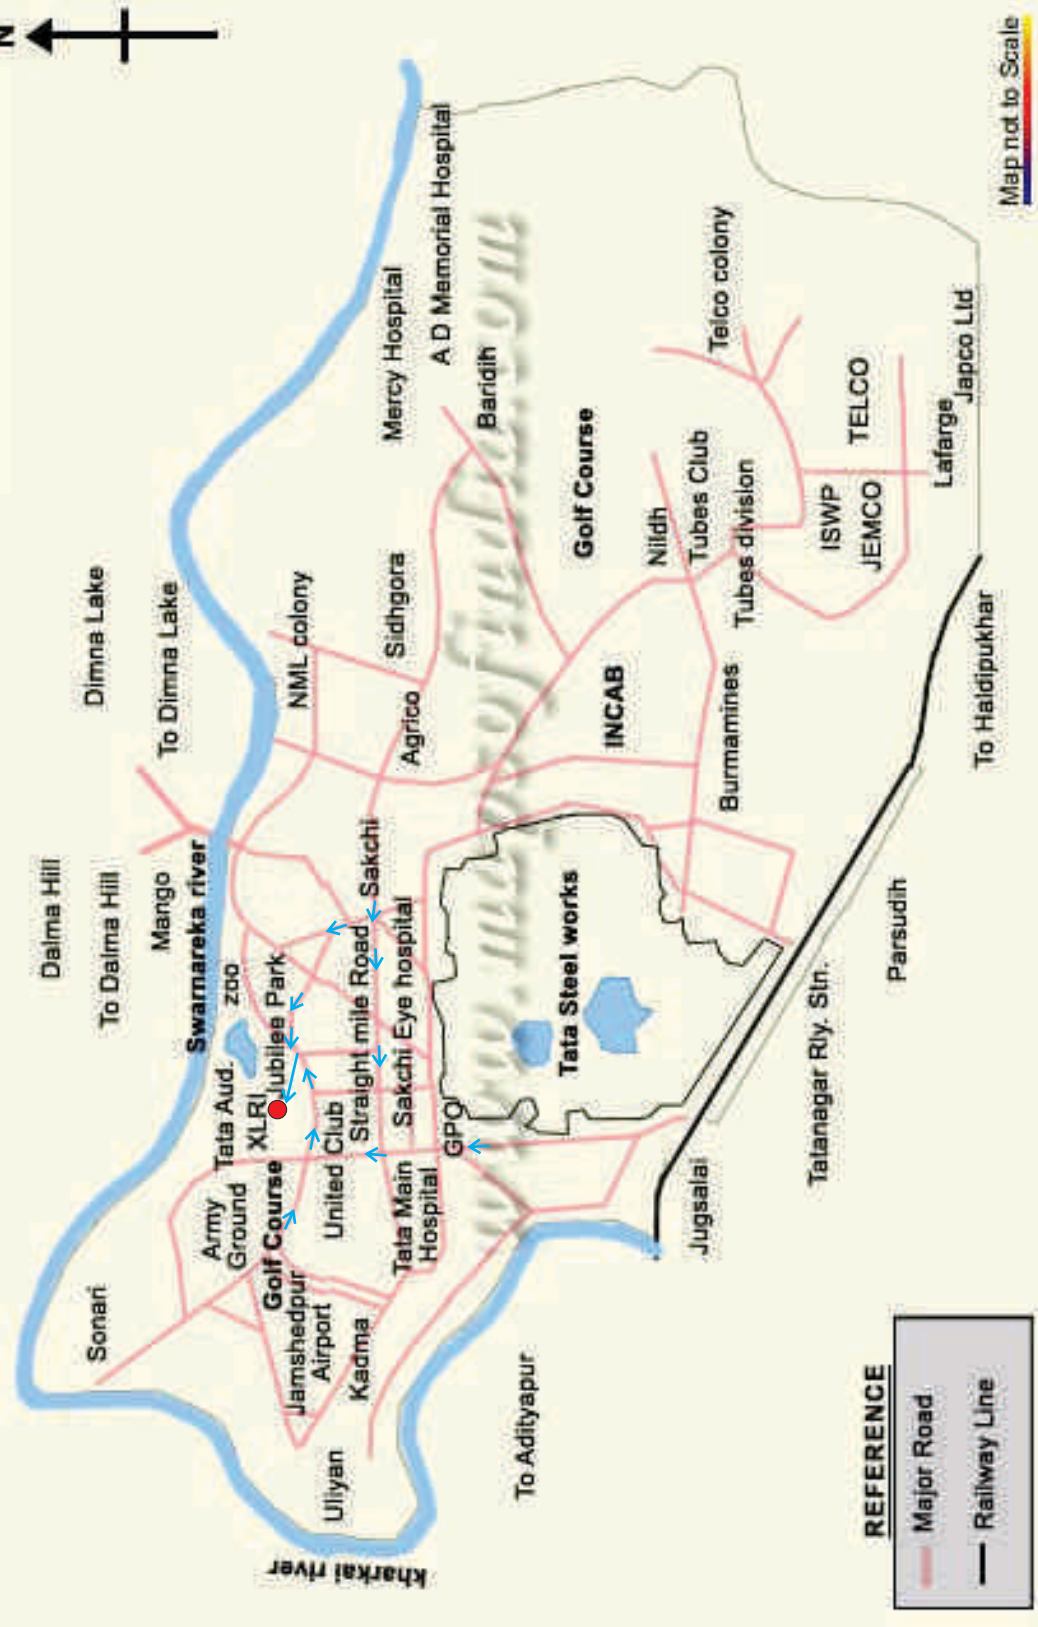 N
Dalma Hill
Dimna Lake
Sonari
To Dalma Hill
Mango
To Dimna Lake
Swarnareka river
Army
Ground
Tata Aud.
ZOO
XLRI
Jubilee Park
Golf Course
NML colony
Jamshedpur
Airport
United Club
Uliyan
Kadma
Straight mile Road
Sakchi
Mercy Hospital
Sidhgora
Sakchi Eye hospital
Tata Main
Hospital
kharkai river
Agrico
A D Memorial Hospital
GPO
Baridih
www.mapsofindia.com
To Adityapur
Tata Steel works
Golf Course
INCAB
Nildh
Jugsalai
Tubes Club
Telco colony
Burmamines
Tubes division
Tatanagar Rly. Stn.
ISWP
TELCO
JEMCO
Parsudih
Lafarge
Japco Ltd
To Haldipukhar
REFERENCE
Major Road
Railway Line
Map not to Scale